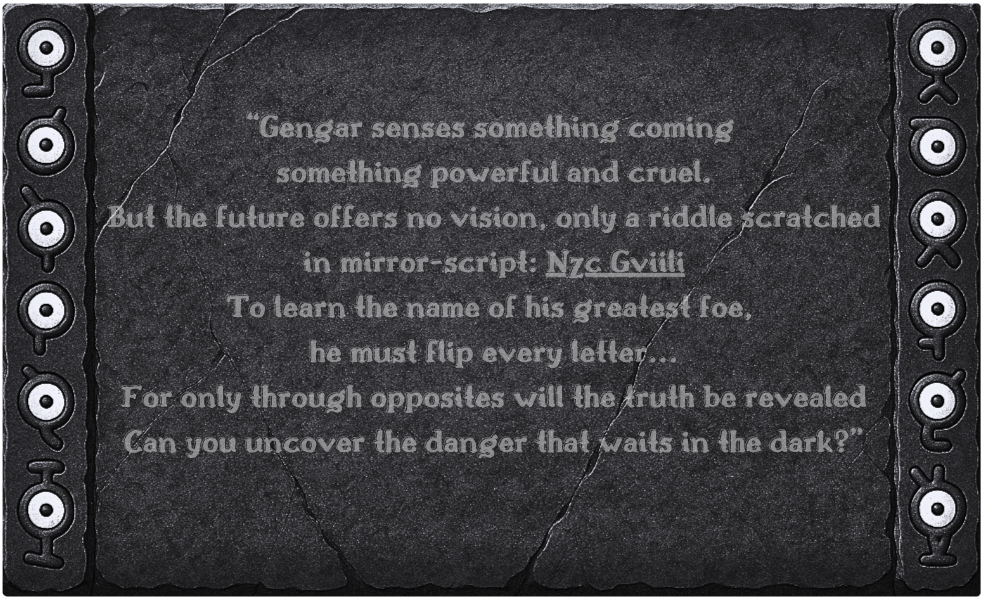 “Gengar senses something coming
something powerful and cruel.
But the future offers no vision, only a riddle scratched
in mirror-script: Nzc Gviili
To learn the name of his greatest foe,
he must flip every letter...
For only through opposites will the truth be revealed
Can you uncover the danger that waits in the dark?”